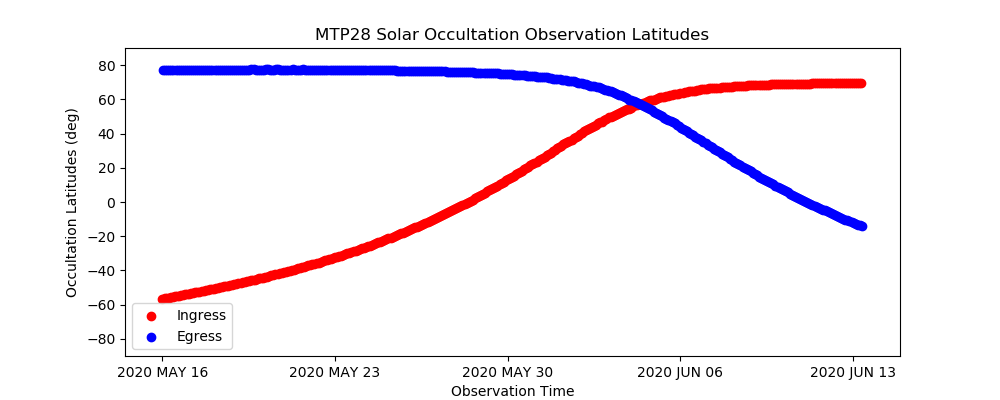 MTP28 Solar Occultation Observation Latitudes
Occultation Latitudes (deg)
80
60
40
20
0
−20
−40
−60
−80
Ingress
Egress
2020 MAY 16 2020 MAY 23 2020 MAY 30 2020 JUN 06 2020 JUN 13
Observation Time